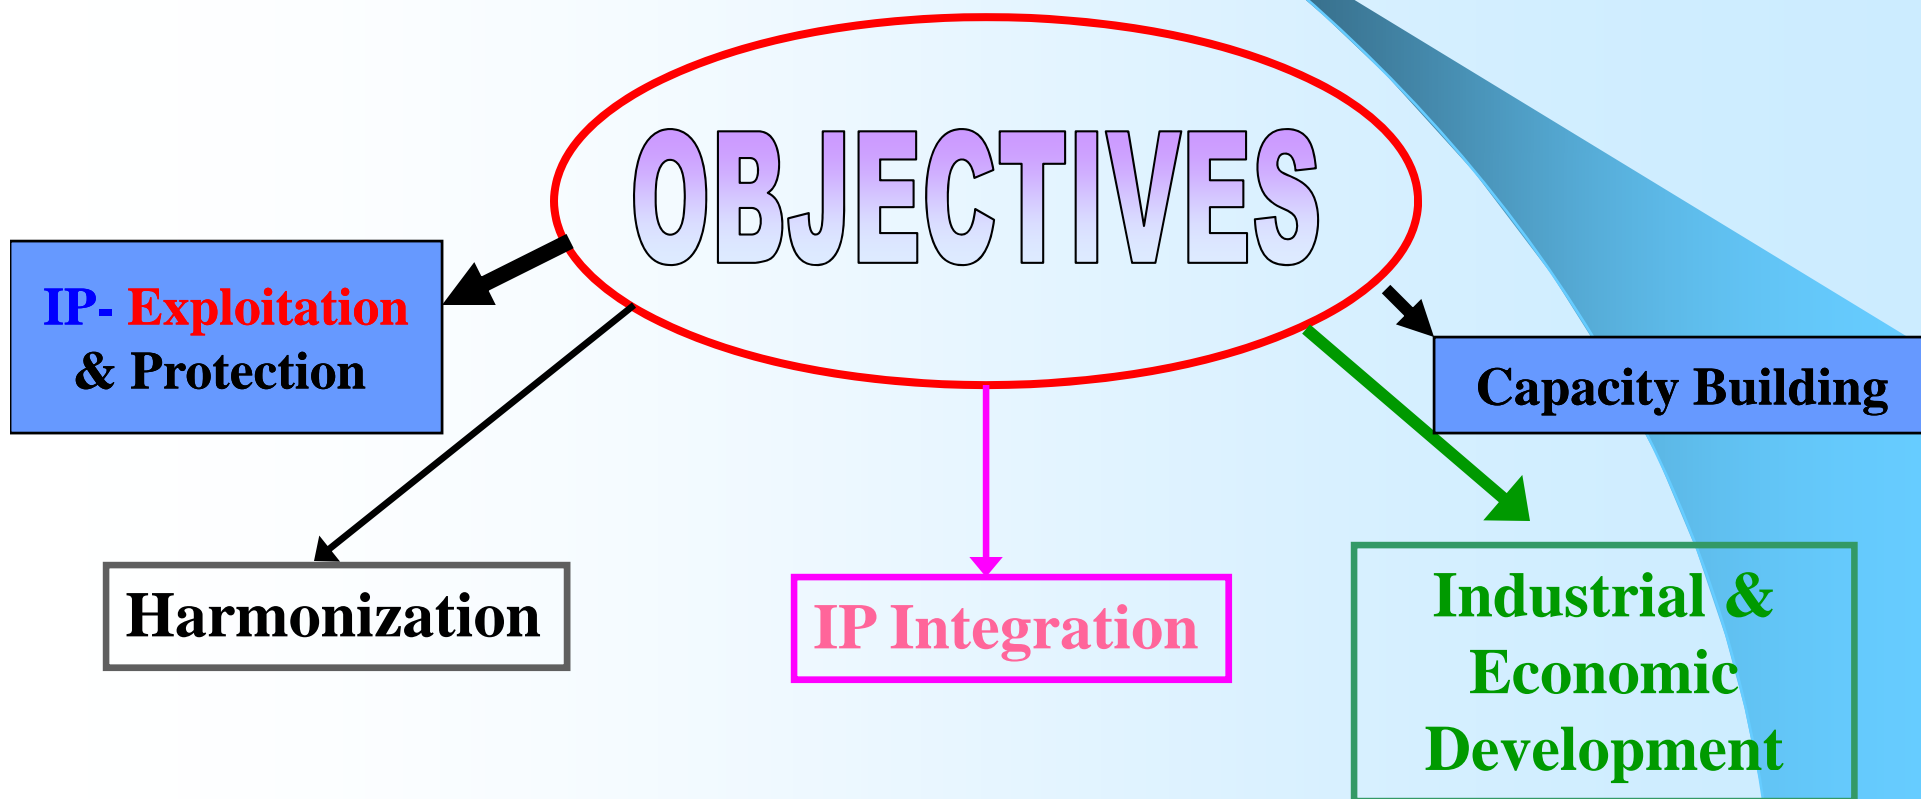 OBJECTIVES
IP- Exploitation
& Protection
Capacity Building
Harmonization
IP Integration
Industrial &
Economic
Development